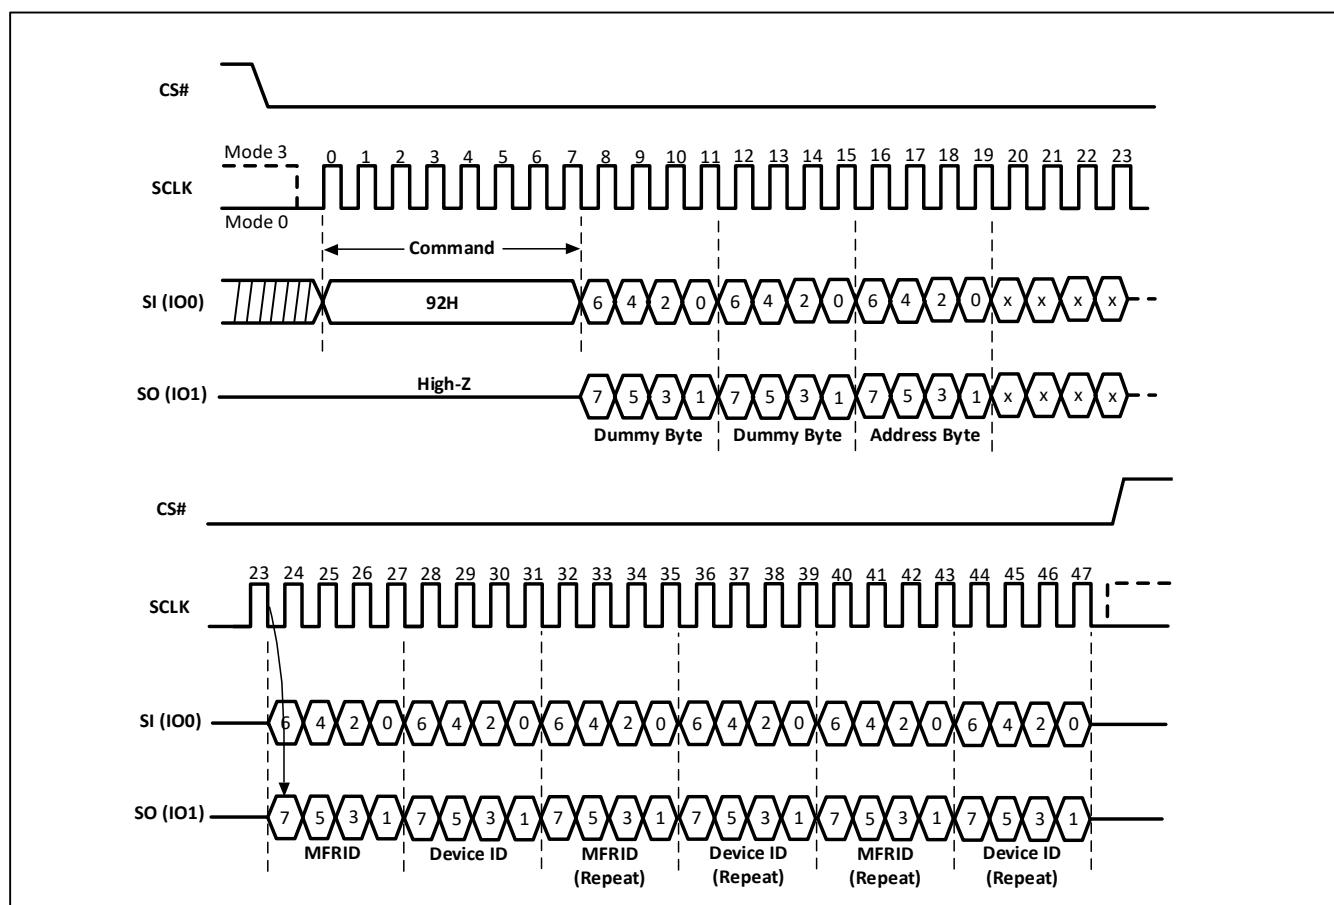 CS#
Mode 3
0 1 2 3 4 5 6 7 8 9 10 11 12 13 14 15 16 17 18 19 20 21 22 23
SCLK
Mode 0
Command
SI (IO0)
92H
6 4 2 0 6 4 2 0 6 4 2 0 x x x x
High-Z
SO (IO1)
7 5 3 1 7 5 3 1 7 5 3 1 x x x x
Dummy Byte Dummy Byte Address Byte
CS#
23 24 25 26 27 28 29 30 31 32 33 34 35 36 37 38 39 40 41 42 43 44 45 46 47
SCLK
SI (IO0)
6 4 2 0 6 4 2 0 6 4 2 0 6 4 2 0 6 4 2 0 6 4 2 0
SO (IO1)
7 5 3 1 7 5 3 1 7 5 3 1 7 5 3 1 7 5 3 1 7 5 3 1
MFRID Device ID MFRID Device ID MFRID Device ID
(Repeat) (Repeat) (Repeat) (Repeat)